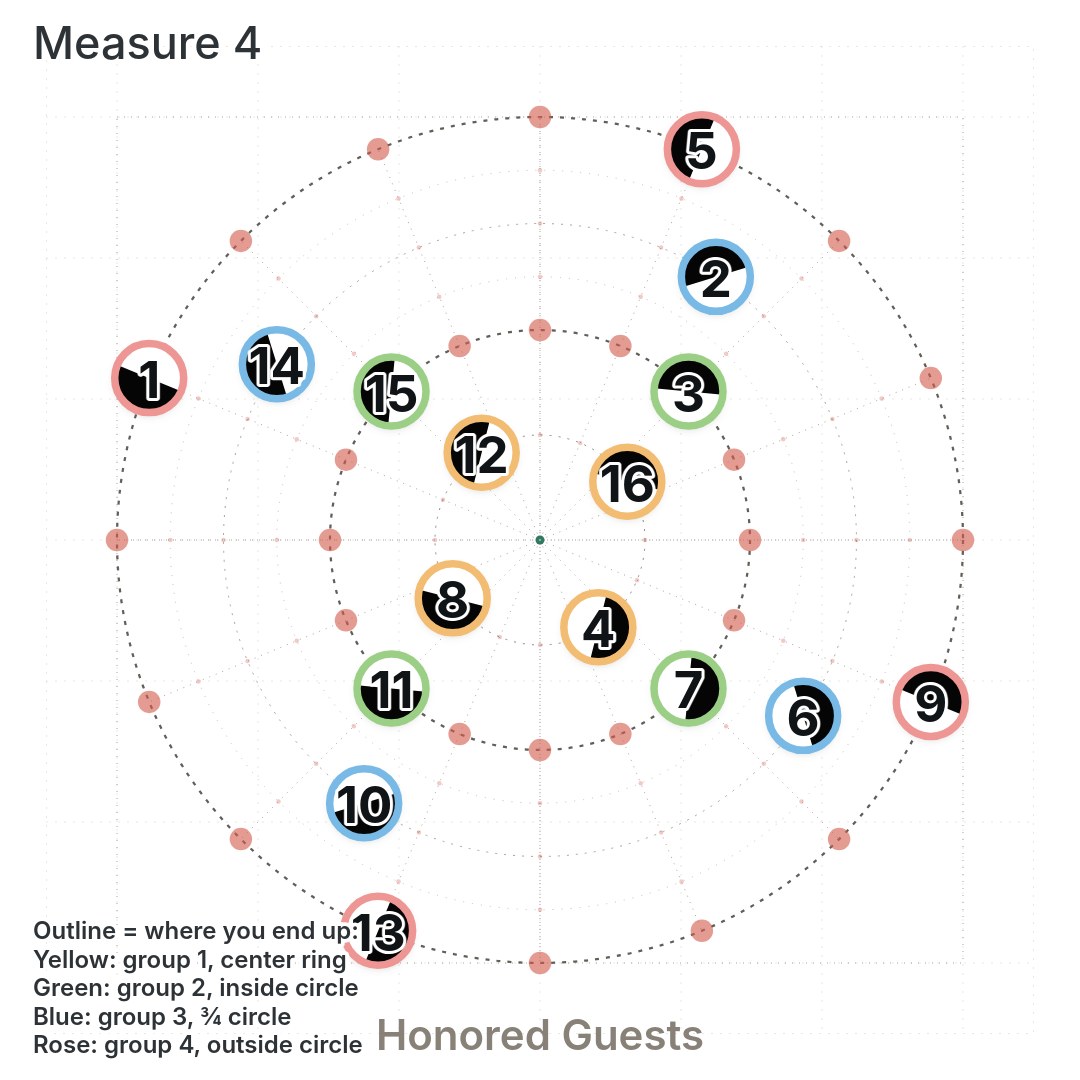 Measure 4
5
2
1
14
15
3
12
16
8
4
11
7
6
9
10
13
Outline = where you end up:
Yellow: group 1, center ring
Green: group 2, inside circle
Blue: group 3, ¾ circle
Rose: group 4, outside circle
Honored Guests